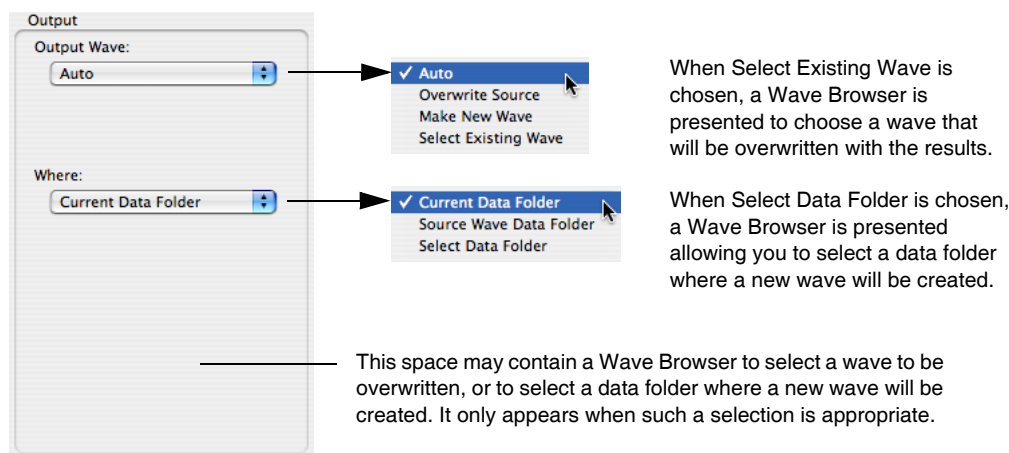 Output
Output Wave:
Auto
✓ Auto
Overwrite Source
Make New Wave
Select Existing Wave
When Select Existing Wave is
chosen, a Wave Browser is
presented to choose a wave that
will be overwritten with the results.
Where:
Current Data Folder
✓ Current Data Folder
Source Wave Data Folder
Select Data Folder
When Select Data Folder is chosen,
a Wave Browser is presented
allowing you to select a data folder
where a new wave will be created.
This space may contain a Wave Browser to select a wave to be
overwritten, or to select a data folder where a new wave will be
created. It only appears when such a selection is appropriate.